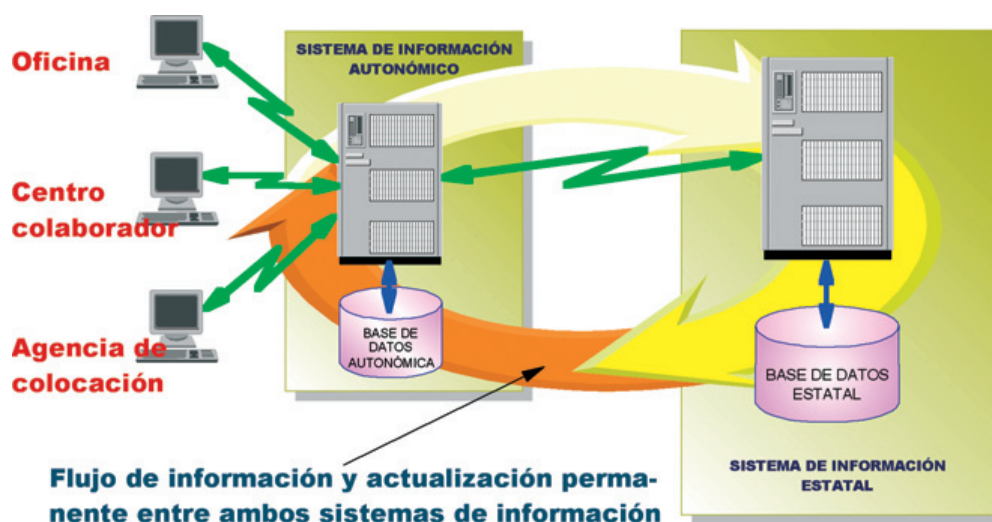 Oficina
Centro
colaborador
Agencia de
colocación
SISTEMA DE INFORMACIÓN
AUTONÓMICO
BASE DE
DATOS
AUTONÓMICA
BASE DE DATOS
ESTATAL
SISTEMA DE INFORMACIÓN
ESTATAL
Flujo de información y actualización perma-
nente entre ambos sistemas de información